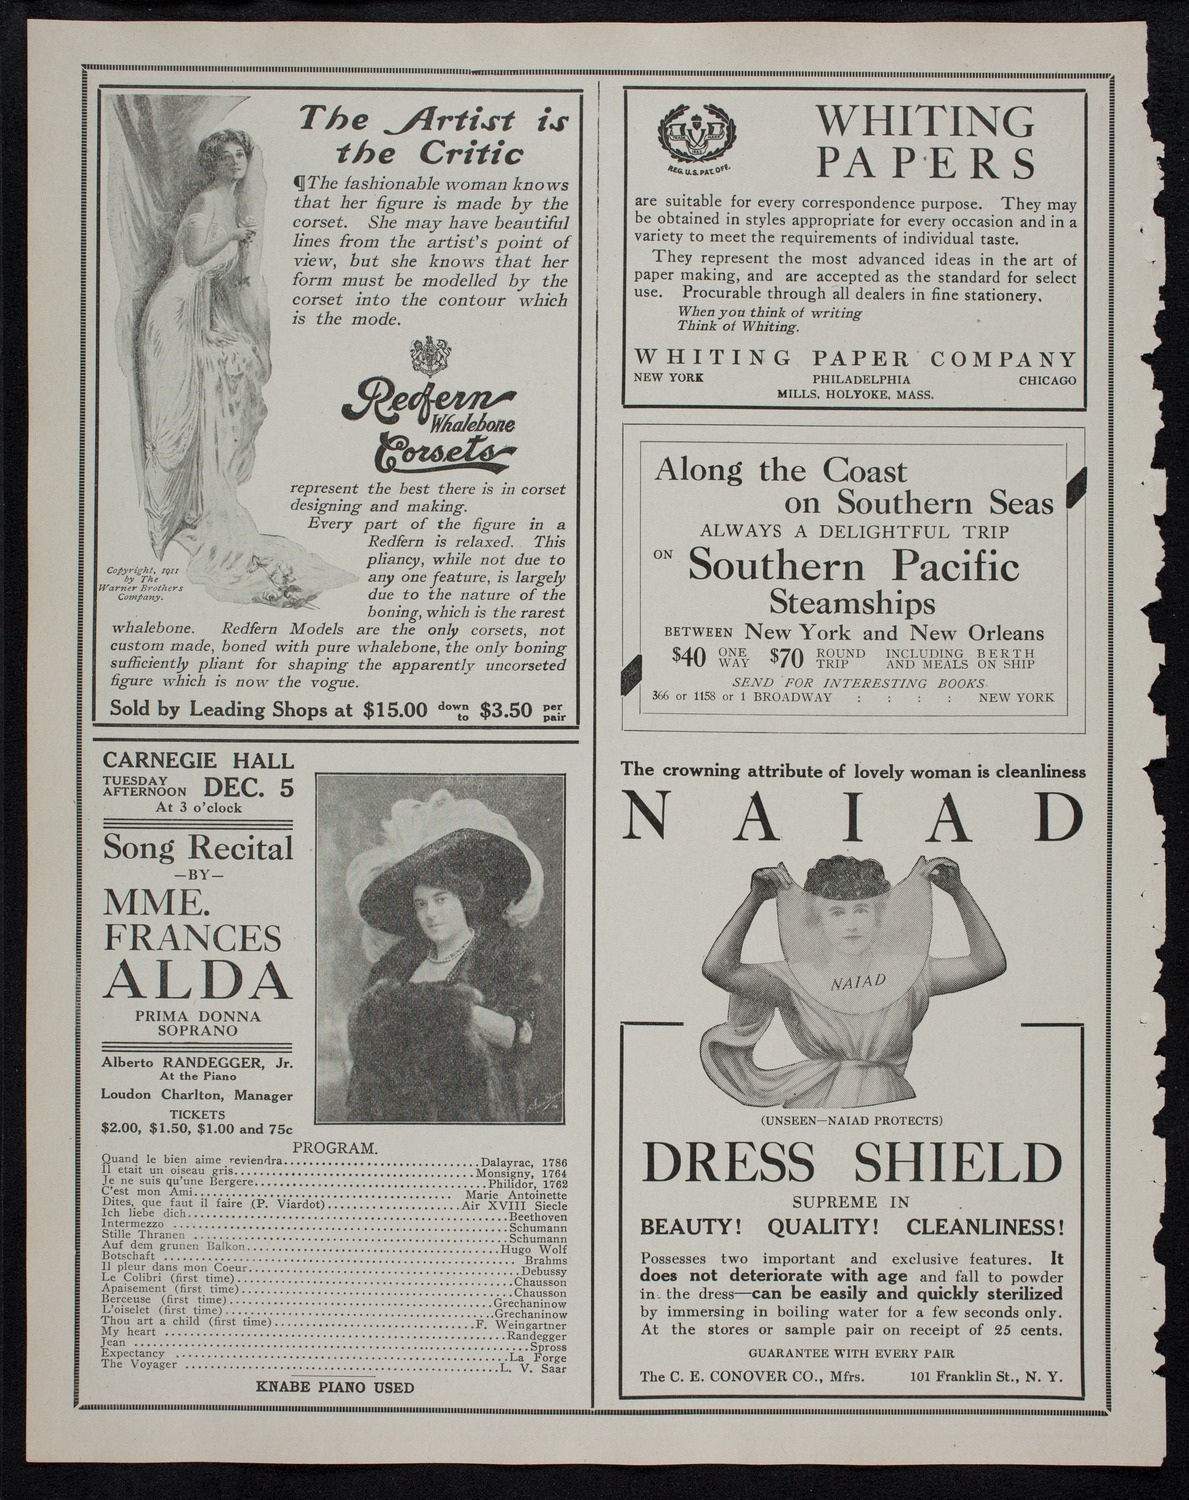 The Artist is
the Critic
¶The fashionable woman knows
that her figure is made by the
corset. She may have beautiful
lines from the artist's point of
view, but she knows that her
form must be modelled by the
corset into the contour which
is the mode.
Redfern
Whalebone
Corsets
represent the best there is in corset
designing and making.
Every part of the figure in a
Redfern is relaxed. This
pliancy, while not due to
any one feature, is largely
due to the nature of the
boning, which is the rarest
whalebone. Redfern Models are the only corsets, not
custom made, boned with pure whalebone, the only boning
sufficiently pliant for shaping the apparently uncorseted
figure which is now the vogue.
Copyright, 1911
by The
Warner Brothers
Company.
Sold by Leading Shops at $15.00 down to $3.50 per pair
CARNEGIE HALL
TUESDAY
AFTERNOON DEC. 5
At 3 o'clock
Song Recital
—BY—
MME.
FRANCES
ALDA
PRIMA DONNA
SOPRANO
Alberto RANDEGGER, Jr.
At the Piano
Loudon Charlton, Manager
TICKETS
$2.00, $1.50, $1.00 and 75c
PROGRAM.
Quand le bien aime reviendra....Dalayrac, 1786
Il etait un oiseau gris....Monsigny, 1764
Je ne suis qu'une Bergere....Philidor, 1762
C'est mon Ami.... Marie Antoinette
Dites, que faut il faire (P. Viardot)....Air XVIII Siecle
Ich liebe dich....Beethoven
Intermezzo ....Schumann
Stille Thranen ....Schumann
Auf dem grunen Balkon....Hugo Wolf
Botschaft .... Brahms
Il pleur dans mon Coeur....Debussy
Le Colibri (first time)....Chausson
Apaisement (first time)....Chausson
Berceuse (first time)....Grechaninow
L'oiselet (first time)....Grechaninow
Thou art a child (first time)....F. Weingartner
My heart ....Randegger
Jean ....Spross
Expectancy ....La Forge
The Voyager ....L. V. Saar
KNABE PIANO USED
REG. U.S. PAT. OFF.
WHITING
PAPERS
are suitable for every correspondence purpose. They may
be obtained in styles appropriate for every occasion and in a
variety to meet the requirements of individual taste.
They represent the most advanced ideas in the art of
paper making, and are accepted as the standard for select
use. Procurable through all dealers in fine stationery.
When you think of writing
Think of Whiting.
WHITING PAPER COMPANY
NEW YORK PHILADELPHIA CHICAGO
MILLS, HOLYOKE, MASS.
Along the Coast
on Southern Seas
ALWAYS A DELIGHTFUL TRIP
ON Southern Pacific
Steamships
BETWEEN New York and New Orleans
$40 ONE WAY $70 ROUND TRIP INCLUDING BERTH AND MEALS ON SHIP
SEND FOR INTERESTING BOOKS
366 or 1158 or 1 BROADWAY : : : : NEW YORK
The crowning attribute of lovely woman is cleanliness
NAIAD
NAIAD
(UNSEEN—NAIAD PROTECTS)
DRESS SHIELD
SUPREME IN
BEAUTY! QUALITY! CLEANLINESS!
Possesses two important and exclusive features. It
does not deteriorate with age and fall to powder
in the dress—can be easily and quickly sterilized
by immersing in boiling water for a few seconds only.
At the stores or sample pair on receipt of 25 cents.
GUARANTEE WITH EVERY PAIR
The C. E. CONOVER CO., Mfrs. 101 Franklin St., N. Y.